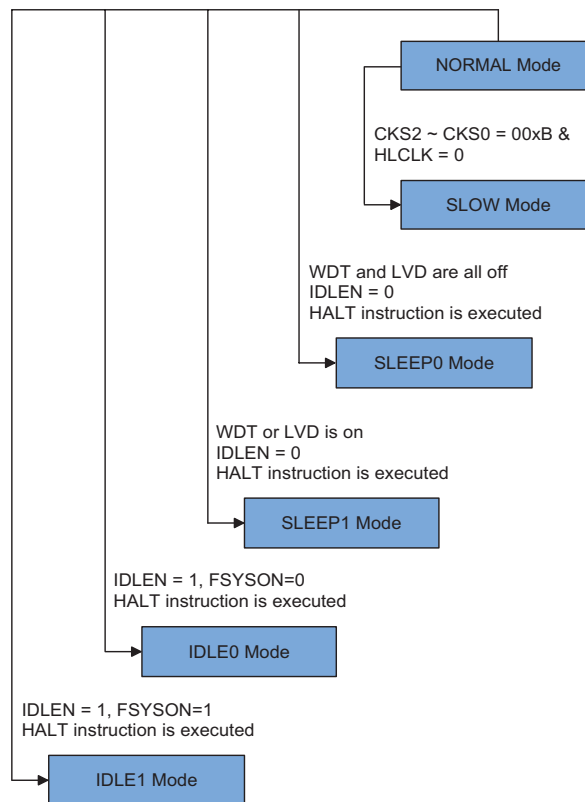 NORMAL Mode
CKS2 ~ CKS0 = 00xB &
HLCLK = 0
SLOW Mode
WDT and LVD are all off
IDLEN = 0
HALT instruction is executed
SLEEP0 Mode
WDT or LVD is on
IDLEN = 0
HALT instruction is executed
SLEEP1 Mode
IDLEN = 1, FSYSON=0
HALT instruction is executed
IDLE0 Mode
IDLEN = 1, FSYSON=1
HALT instruction is executed
IDLE1 Mode